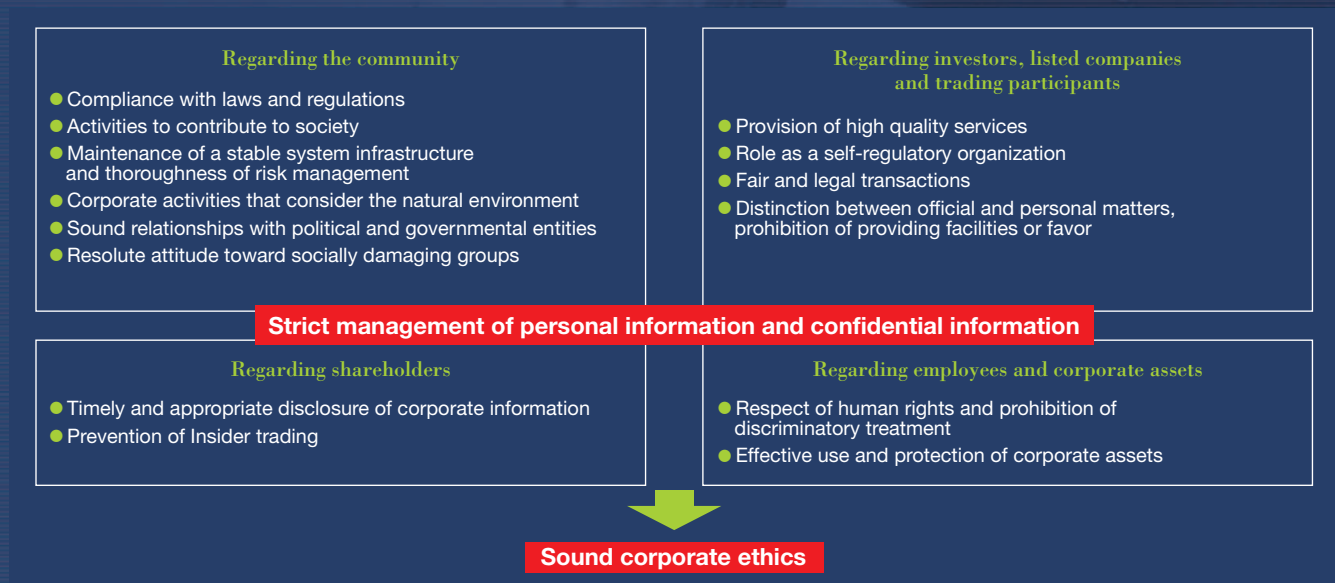 Regarding the community
● Compliance with laws and regulations
● Activities to contribute to society
● Maintenance of a stable system infrastructure
and thoroughness of risk management
● Corporate activities that consider the natural environment
● Sound relationships with political and governmental entities
● Resolute attitude toward socially damaging groups
Regarding investors, listed companies
and trading participants
● Provision of high quality services
● Role as a self-regulatory organization
● Fair and legal transactions
● Distinction between official and personal matters,
prohibition of providing facilities or favor
Strict management of personal information and confidential information
Regarding shareholders
● Timely and appropriate disclosure of corporate information
● Prevention of Insider trading
Regarding employees and corporate assets
● Respect of human rights and prohibition of
discriminatory treatment
● Effective use and protection of corporate assets
Sound corporate ethics